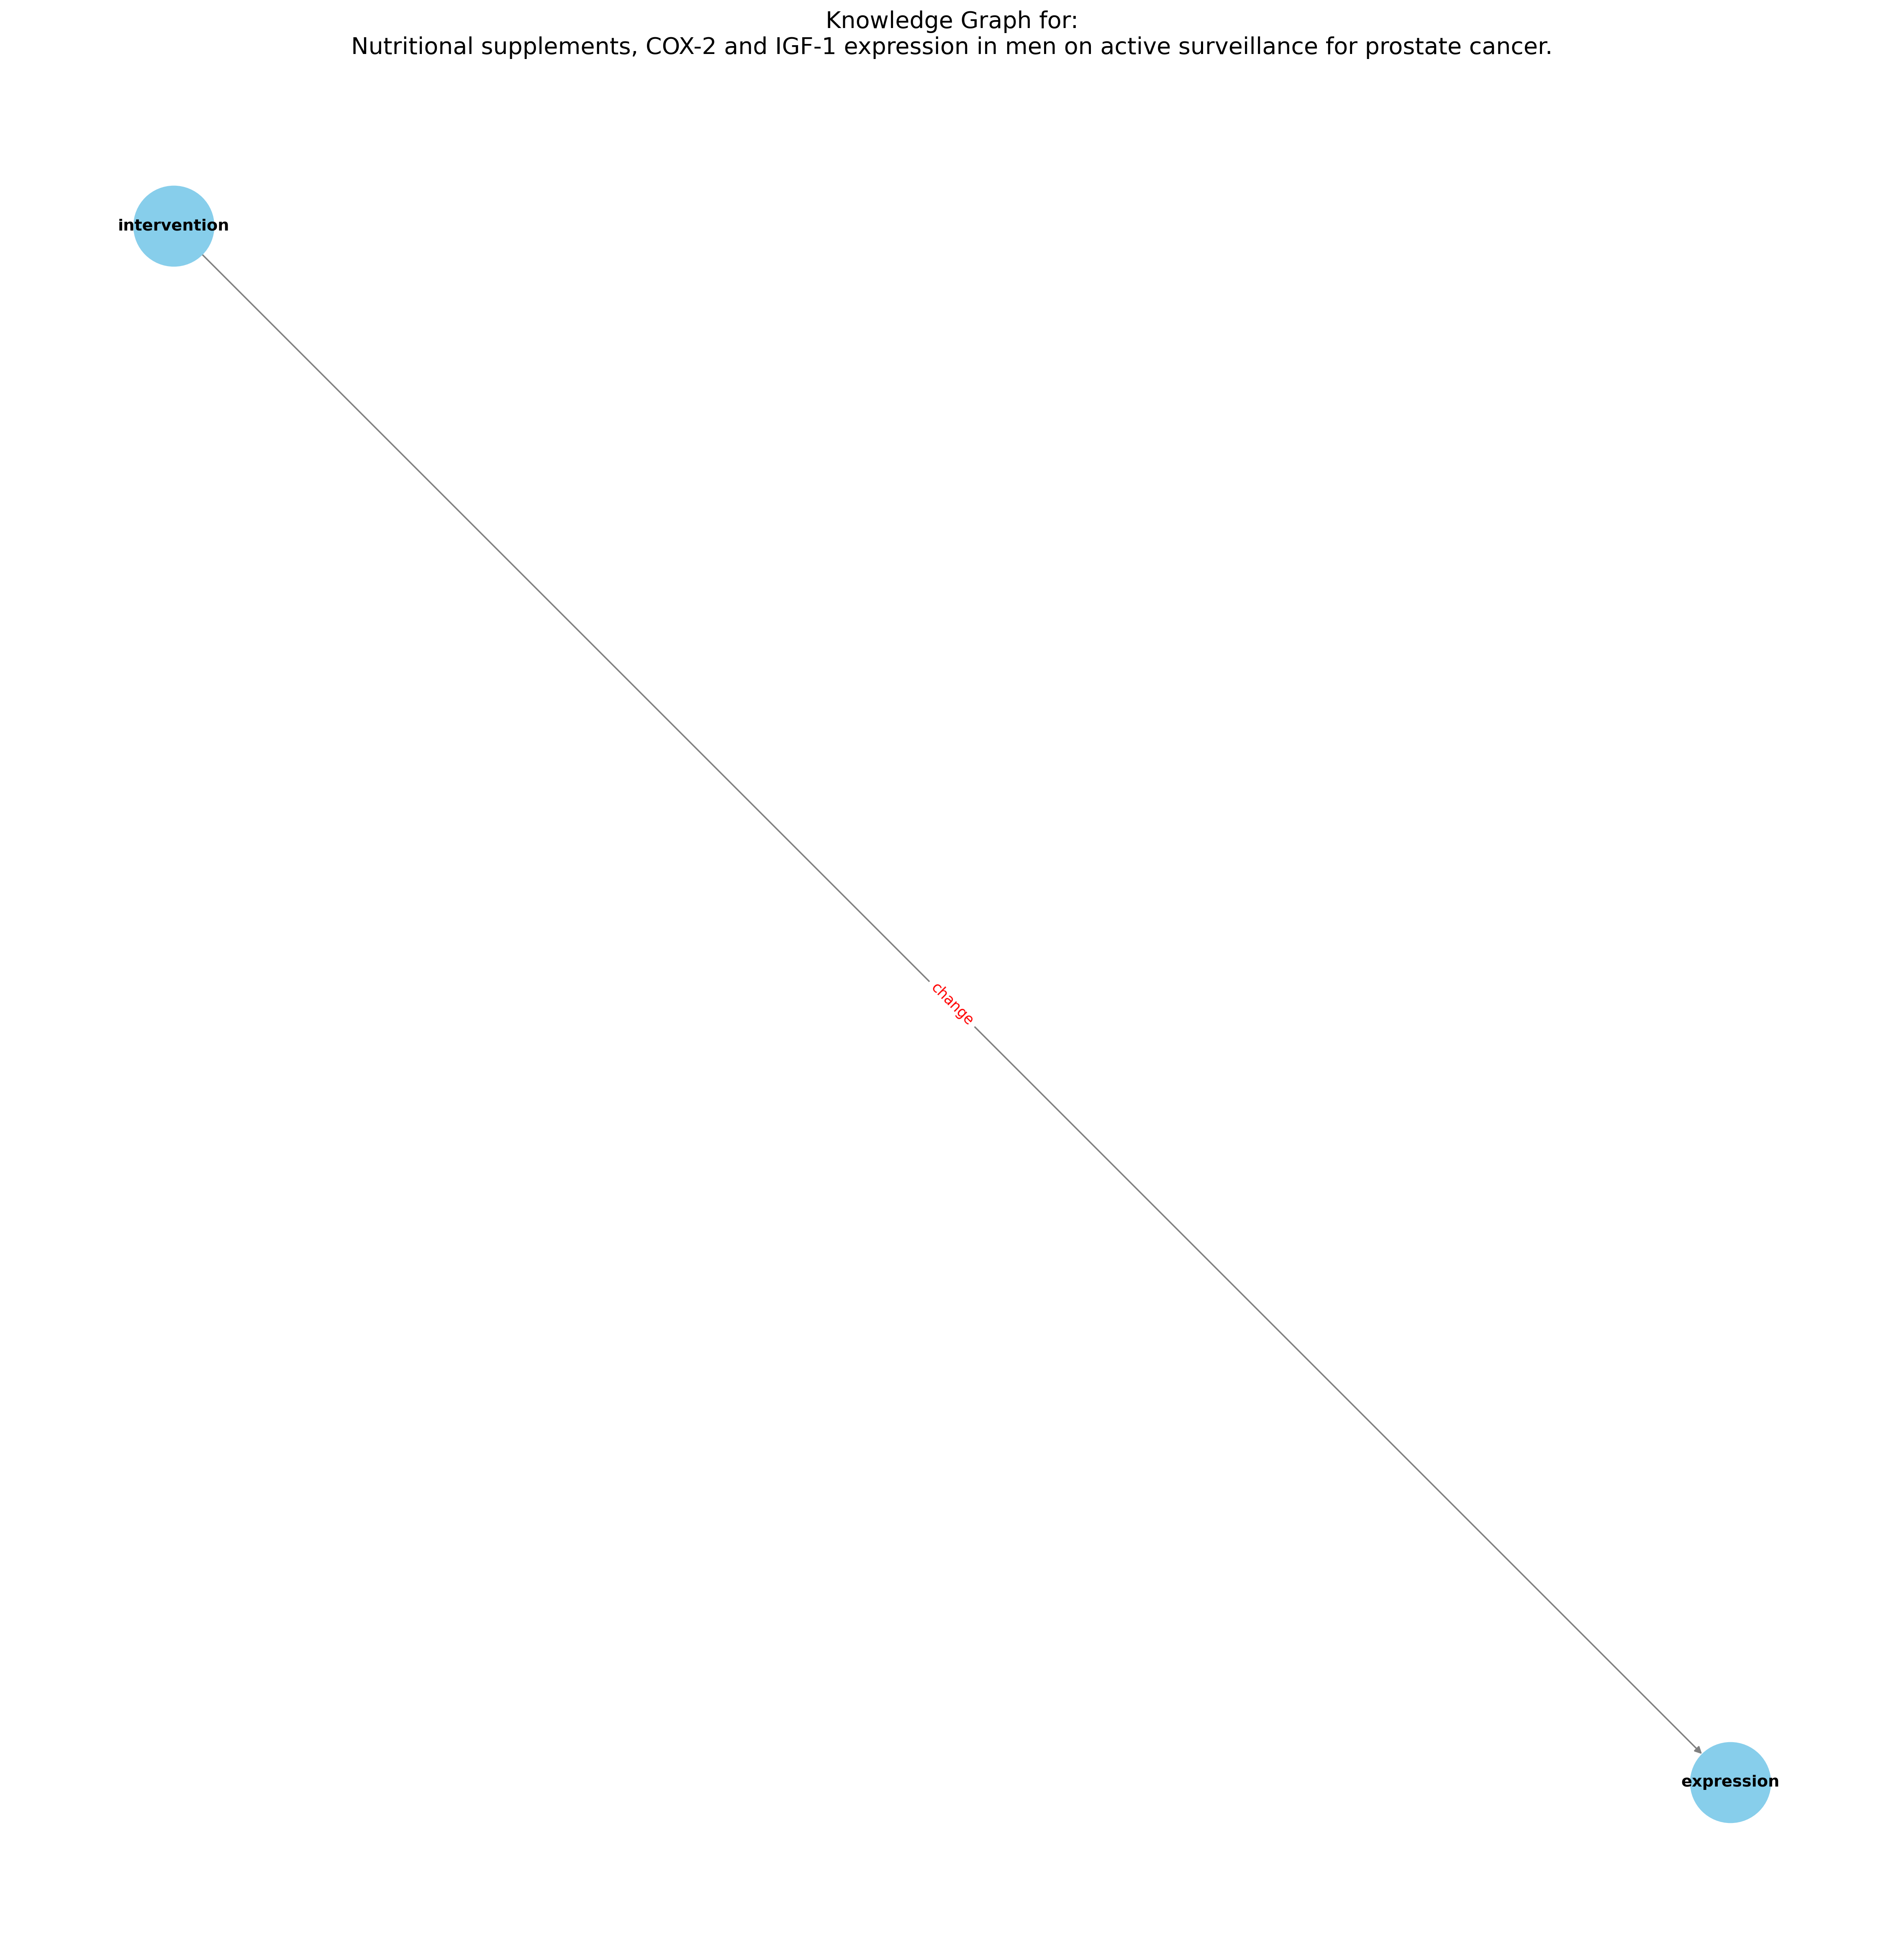 Knowledge Graph for:
Nutritional supplements, COX-2 and IGF-1 expression in men on active surveillance for prostate cancer.
intervention
change
expression